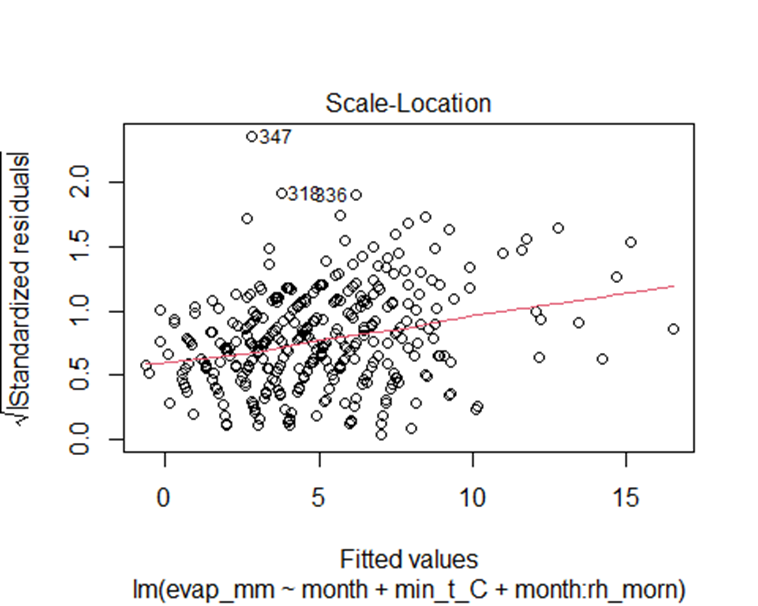 Scale-Location
347
318
336
√|Standardized residuals|
0.0 0.5 1.0 1.5 2.0
0 5 10 15
Fitted values
lm(evap_mm ~ month + min_t_C + month:rh_morn)